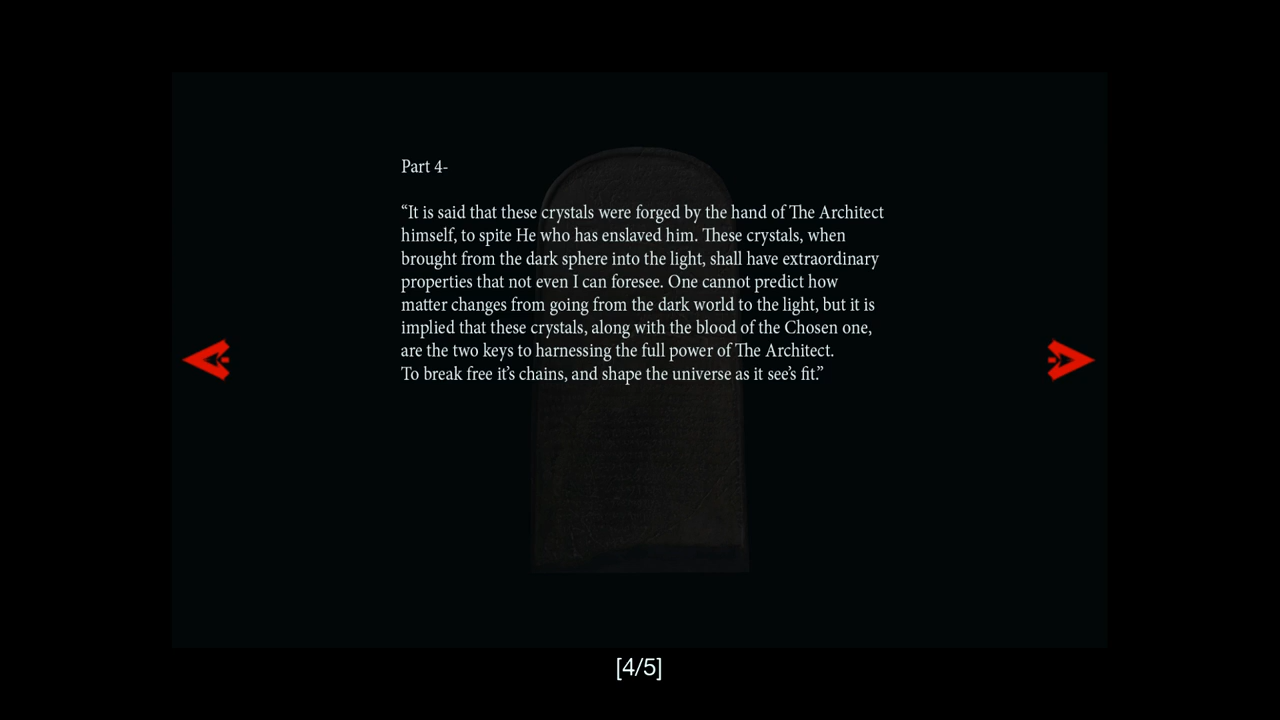 Part 4-
“It is said that these crystals were forged by the hand of The Architect
himself, to spite He who has enslaved him. These crystals, when
brought from the dark sphere into the light, shall have extraordinary
properties that not even I can foresee. One cannot predict how
matter changes from going from the dark world to the light, but it is
implied that these crystals, along with the blood of the Chosen one,
are the two keys to harnessing the full power of The Architect.
To break free it’s chains, and shape the universe as it see’s fit.”
[4/5]